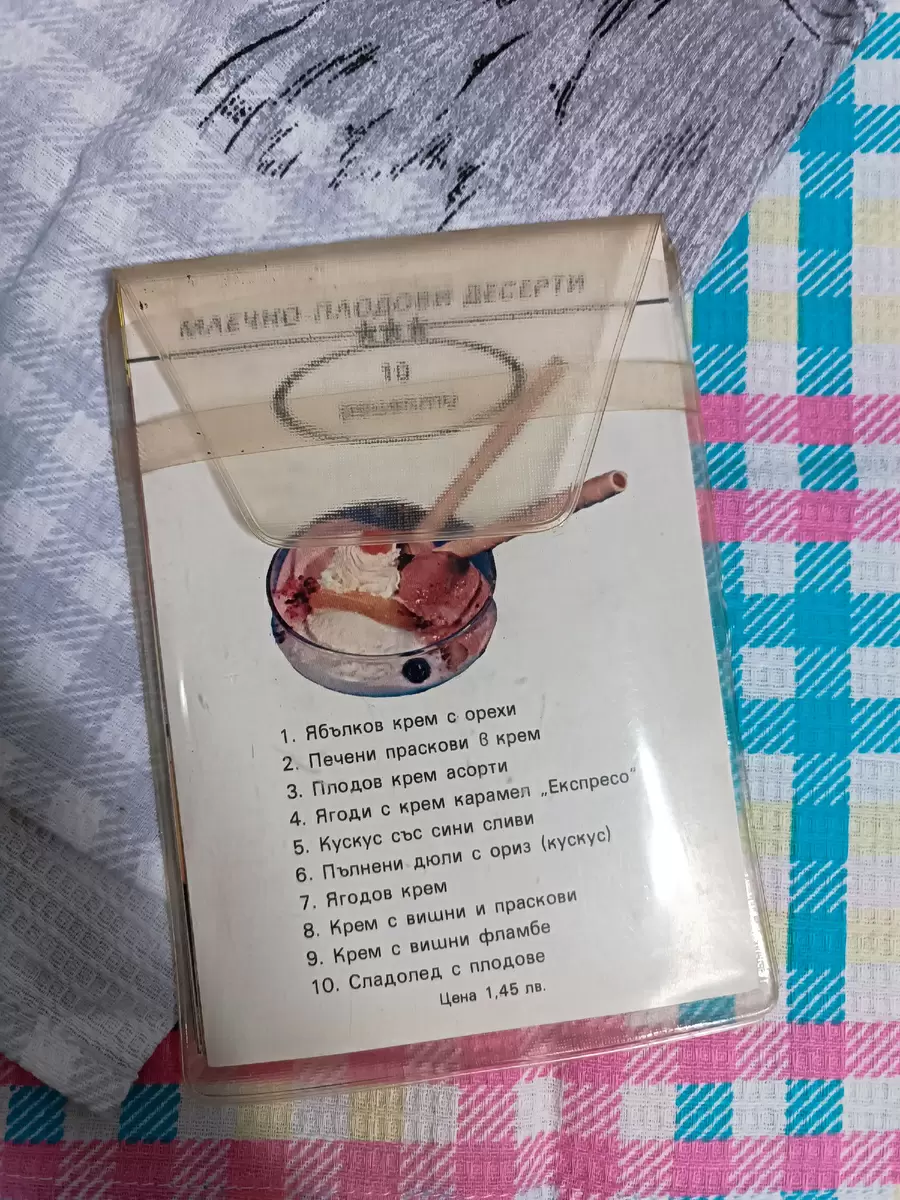 МЛЕЧНО-ПЛОДОВИ ДЕСЕРТИ
10
рецепти
1. Ябълков крем с орехи
2. Печени праскови в крем
3. Плодов крем асорти
4. Ягоди с крем карамел „Експресо“
5. Кускус със сини сливи
6. Пълнени дюли с ориз (кускус)
7. Ягодов крем
8. Крем с вишни и праскови
9. Крем с вишни фламбе
10. Сладолед с плодове
Цена 1,45 лв.